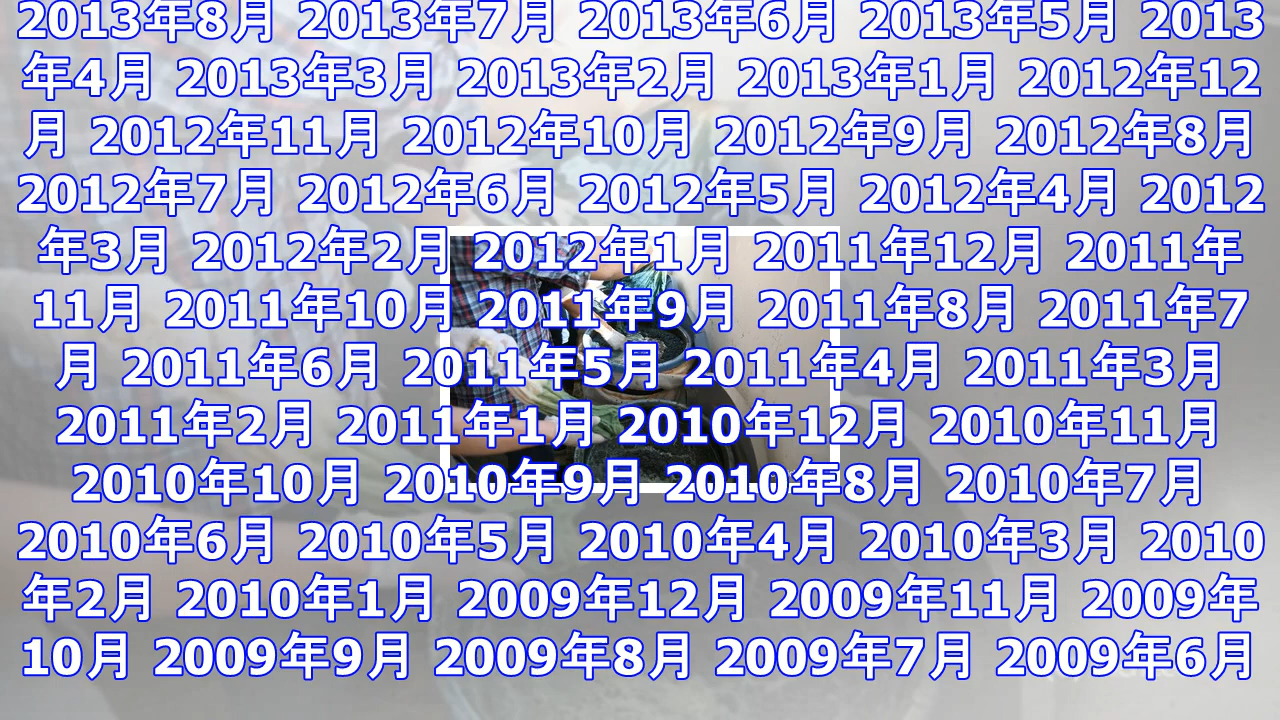 2013年8月 2013年7月 2013年6月 2013年5月 2013
年4月 2013年3月 2013年2月 2013年1月 2012年12
月 2012年11月 2012年10月 2012年9月 2012年8月
2012年7月 2012年6月 2012年5月 2012年4月 2012
年3月 2012年2月 2012年1月 2011年12月 2011年
11月 2011年10月 2011年9月 2011年8月 2011年7
月 2011年6月 2011年5月 2011年4月 2011年3月
2011年2月 2011年1月 2010年12月 2010年11月
2010年10月 2010年9月 2010年8月 2010年7月
2010年6月 2010年5月 2010年4月 2010年3月 2010
年2月 2010年1月 2009年12月 2009年11月 2009年
10月 2009年9月 2009年8月 2009年7月 2009年6月